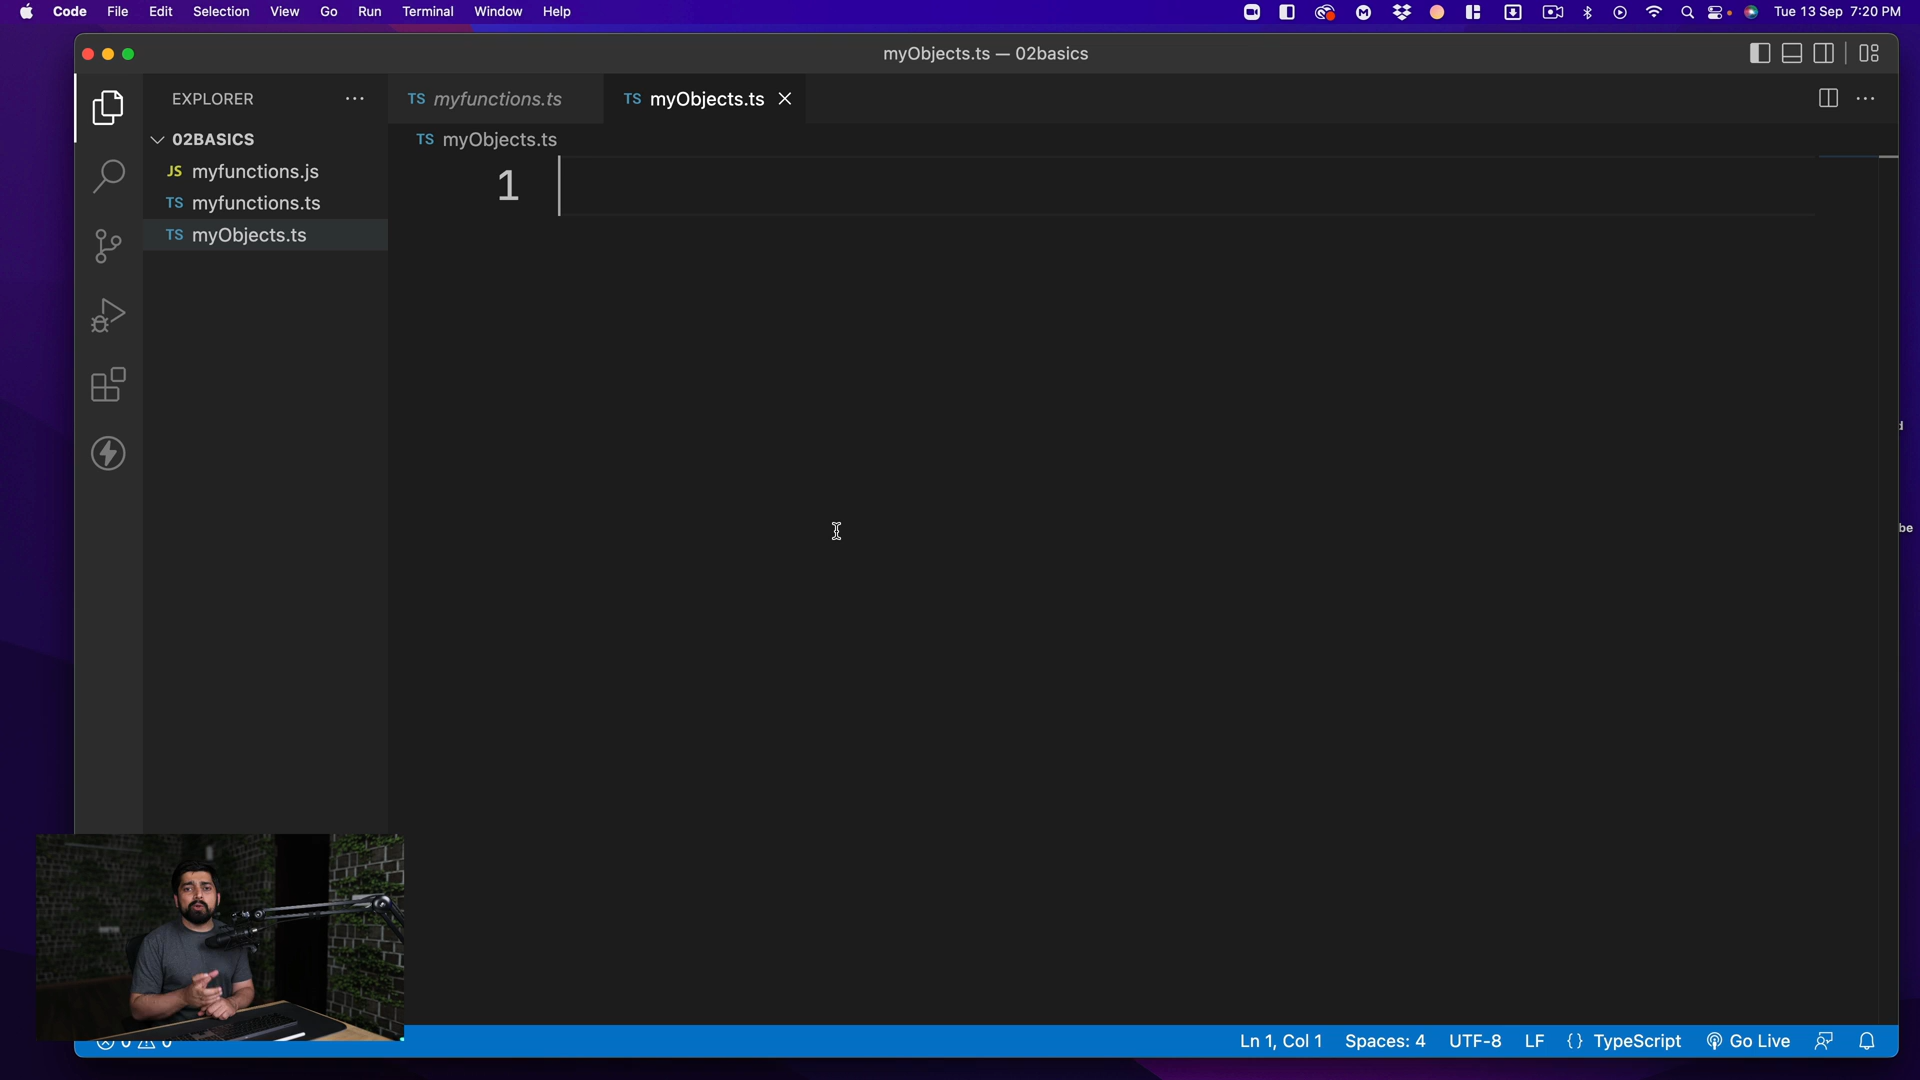 Code File Edit Selection View Go Run Terminal Window Help Tue 13 Sep 7:20 PM
myObjects.ts — 02basics
EXPLORER ··· TS myfunctions.ts TS myObjects.ts
02BASICS TS myObjects.ts
JS myfunctions.js 1
TS myfunctions.ts
TS myObjects.ts
be
Ln 1, Col 1 Spaces: 4 UTF-8 LF {} TypeScript Go Live